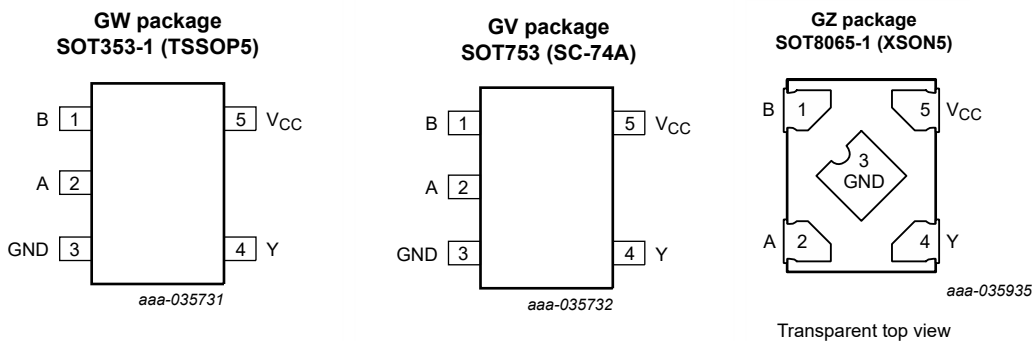 GW package
SOT353-1 (TSSOP5)
B 1 5 VCC
A 2
GND 3 4 Y
aaa-035731
GV package
SOT753 (SC-74A)
B 1 5 VCC
A 2
GND 3 4 Y
aaa-035732
GZ package
SOT8065-1 (XSON5)
B 1 5 VCC
3
GND
A 2 4 Y
aaa-035935
Transparent top view